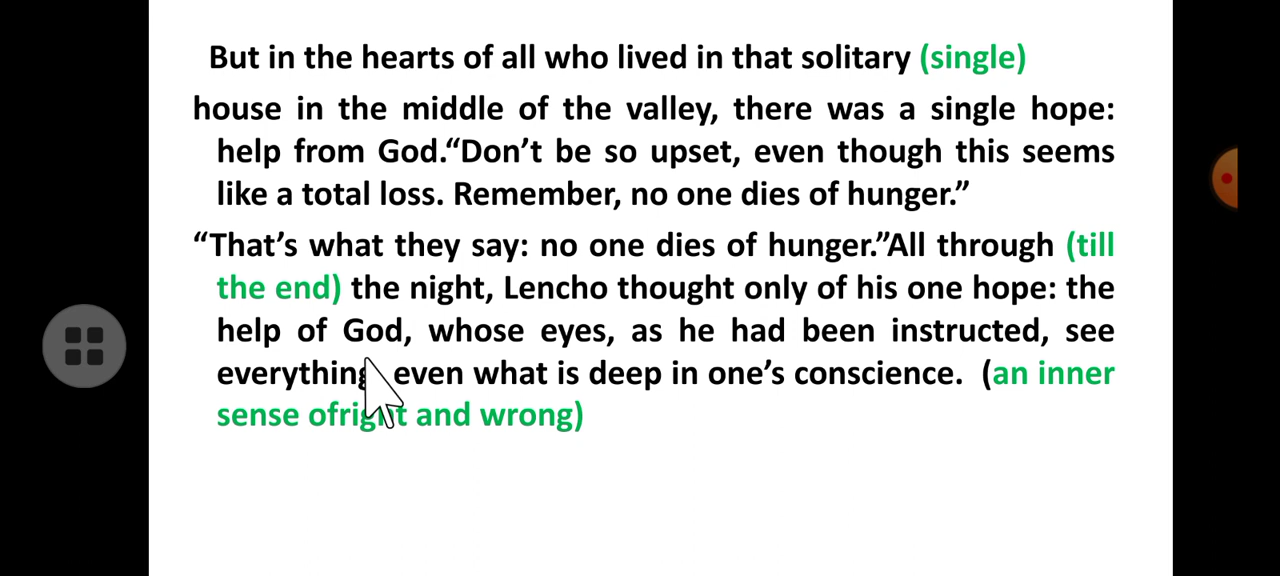 But in the hearts of all who lived in that solitary (single)
house in the middle of the valley, there was a single hope:
help from God.“Don’t be so upset, even though this seems
like a total loss. Remember, no one dies of hunger.”
“That’s what they say: no one dies of hunger.”All through (till
the end) the night, Lencho thought only of his one hope: the
help of God, whose eyes, as he had been instructed, see
everything even what is deep in one’s conscience. (an inner
sense ofright and wrong)